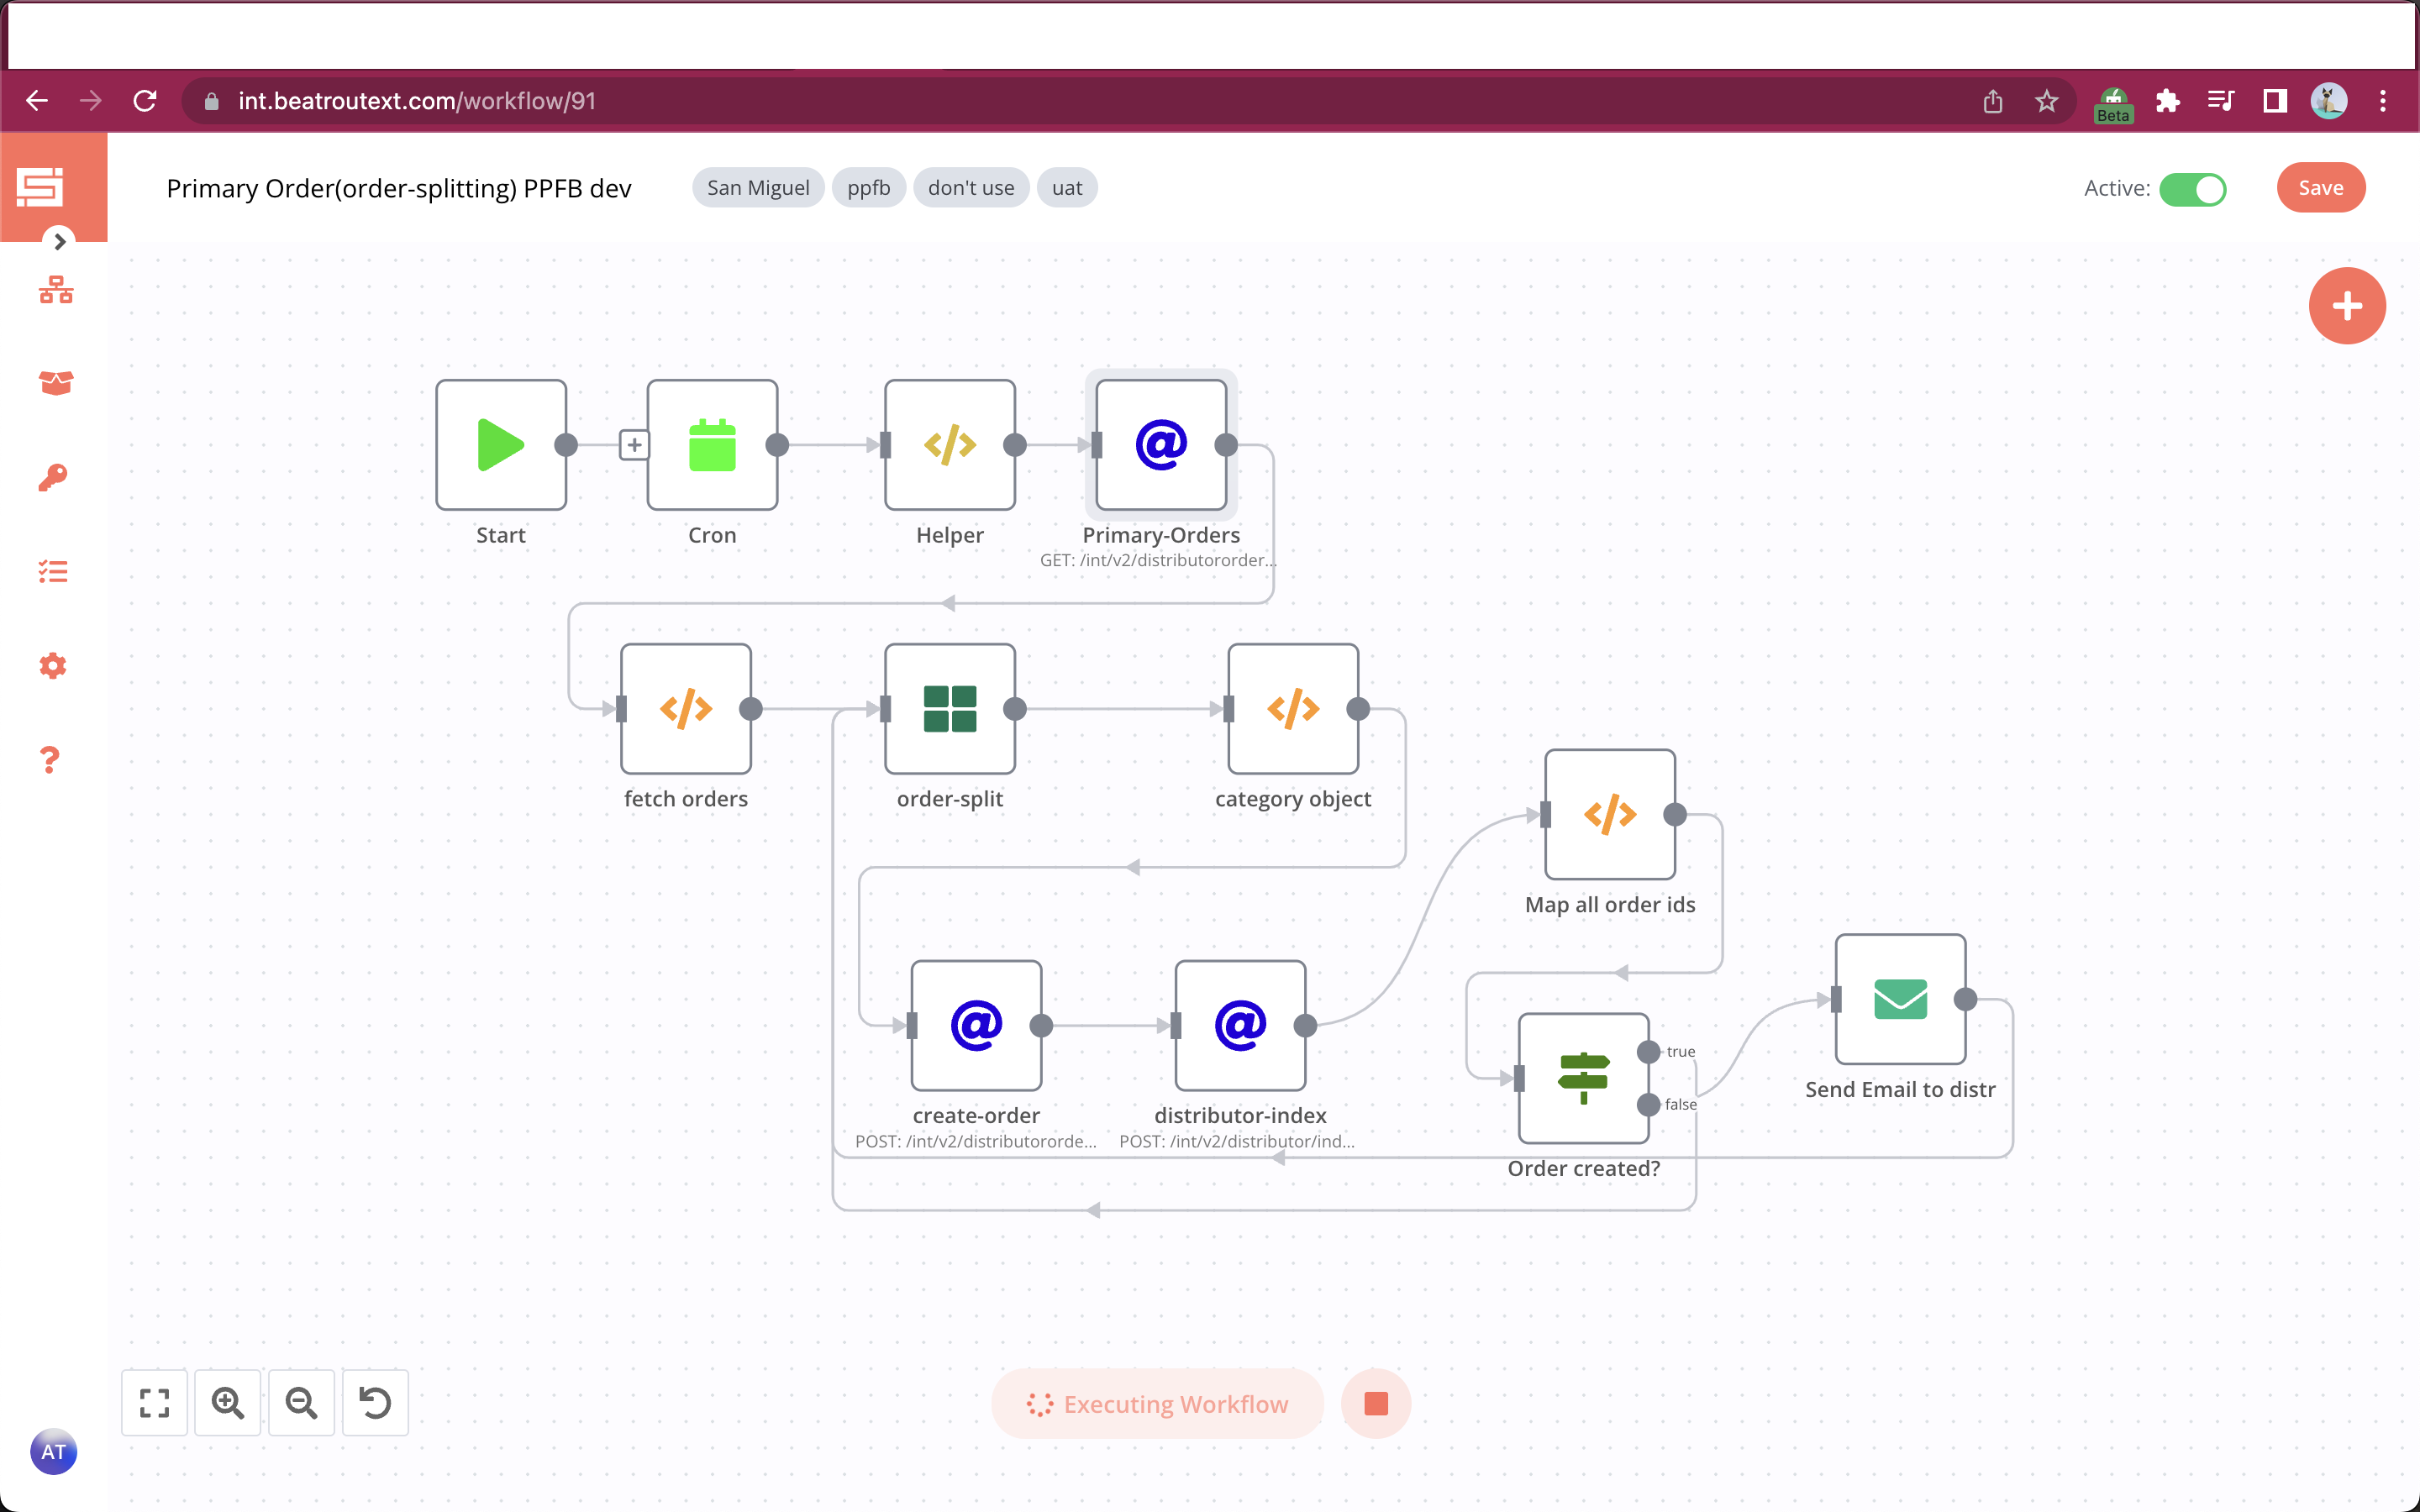 int.beatroutext.com/workflow/91
Beta
Primary Order(order-splitting) PPFB dev
San Miguel
ppfb
don't use
uat
Active:
Save
Start
Cron
Helper
Primary-Orders
GET: /int/v2/distributororder...
fetch orders
order-split
category object
Map all order ids
create-order
POST: /int/v2/distributororde...
distributor-index
POST: /int/v2/distributor/ind...
true
false
Order created?
Send Email to distr
Executing Workflow
AT